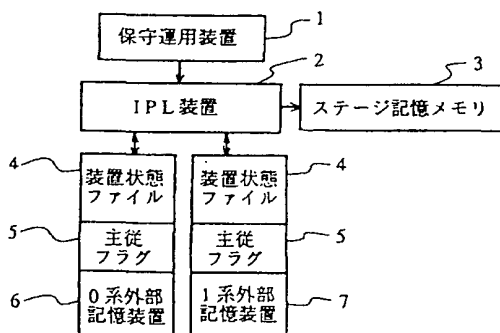 1
保守運用装置
2
3
IPL装置
ステージ記憶メモリ
4
装置状態
ファイル
装置状態
ファイル
4
5
主従
フラグ
主従
フラグ
5
6
0系外部
記憶装置
1系外部
記憶装置
7